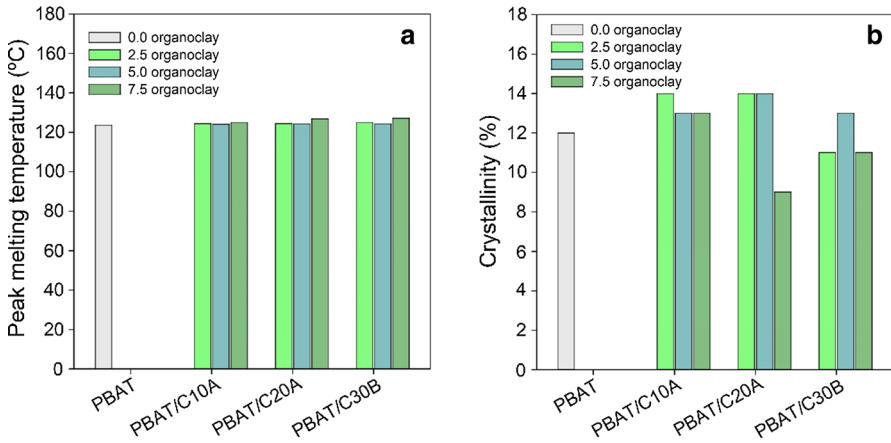 a
0.0 organoclay
2.5 organoclay
5.0 organoclay
7.5 organoclay
Peak melting temperature (ºC)
180
160
140
120
100
80
60
40
20
0
PBAT
PBAT/C10A
PBAT/C20A
PBAT/C30B
b
0.0 organoclay
2.5 organoclay
5.0 organoclay
7.5 organoclay
Crystallinity (%)
18
16
14
12
10
8
6
4
2
0
PBAT
PBAT/C10A
PBAT/C20A
PBAT/C30B